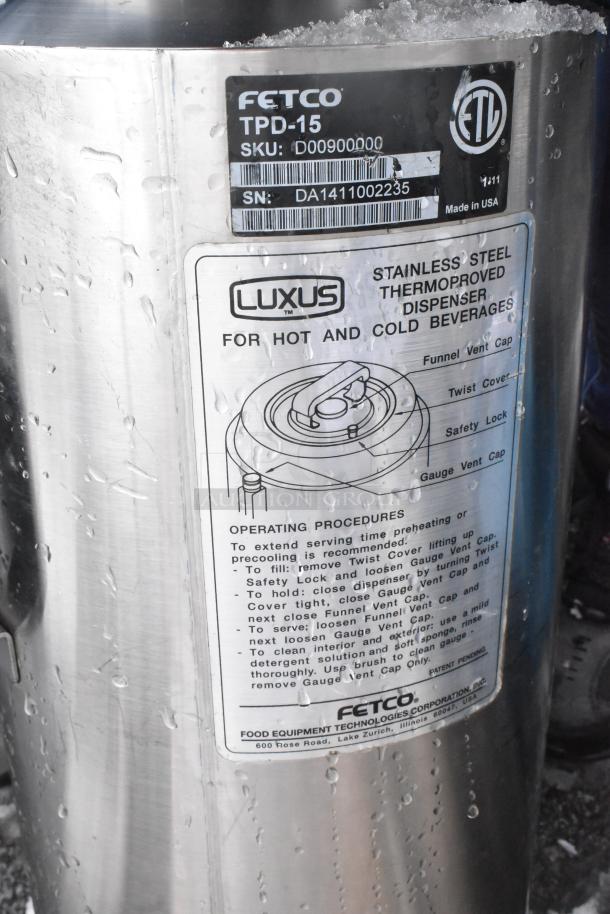 FETCO
TPD-15
SKU: D00900000
SN: DA1411002235
ETL
1411
Made in USA
LUXUS
TM
STAINLESS STEEL
THERMOPROVED
DISPENSER
FOR HOT AND COLD BEVERAGES
Funnel Vent Cap
Twist Cover
Safety Lock
Gauge Vent Cap
AUCTION GROUP
OPERATING PROCEDURES
To extend serving time preheating or
precooling is recommended.
- To fill: remove Twist Cover lifting up
Safety Lock and loosen Gauge Vent Cap.
- To hold: close dispenser by turning Twist
Cover tight, close Gauge Vent Cap and
next close Funnel Vent Cap.
- To serve: loosen Funnel Vent Cap and
next loosen Gauge Vent Cap.
- To clean interior and exterior: use a mild
detergent solution and soft sponge, rinse
thoroughly. Use brush to clean gauge -
remove Gauge Vent Cap Only.
PATENT PENDING
FETCO®
FOOD EQUIPMENT TECHNOLOGIES CORPORATION, INC.
600 Rose Road, Lake Zurich, Illinois 60047, USA